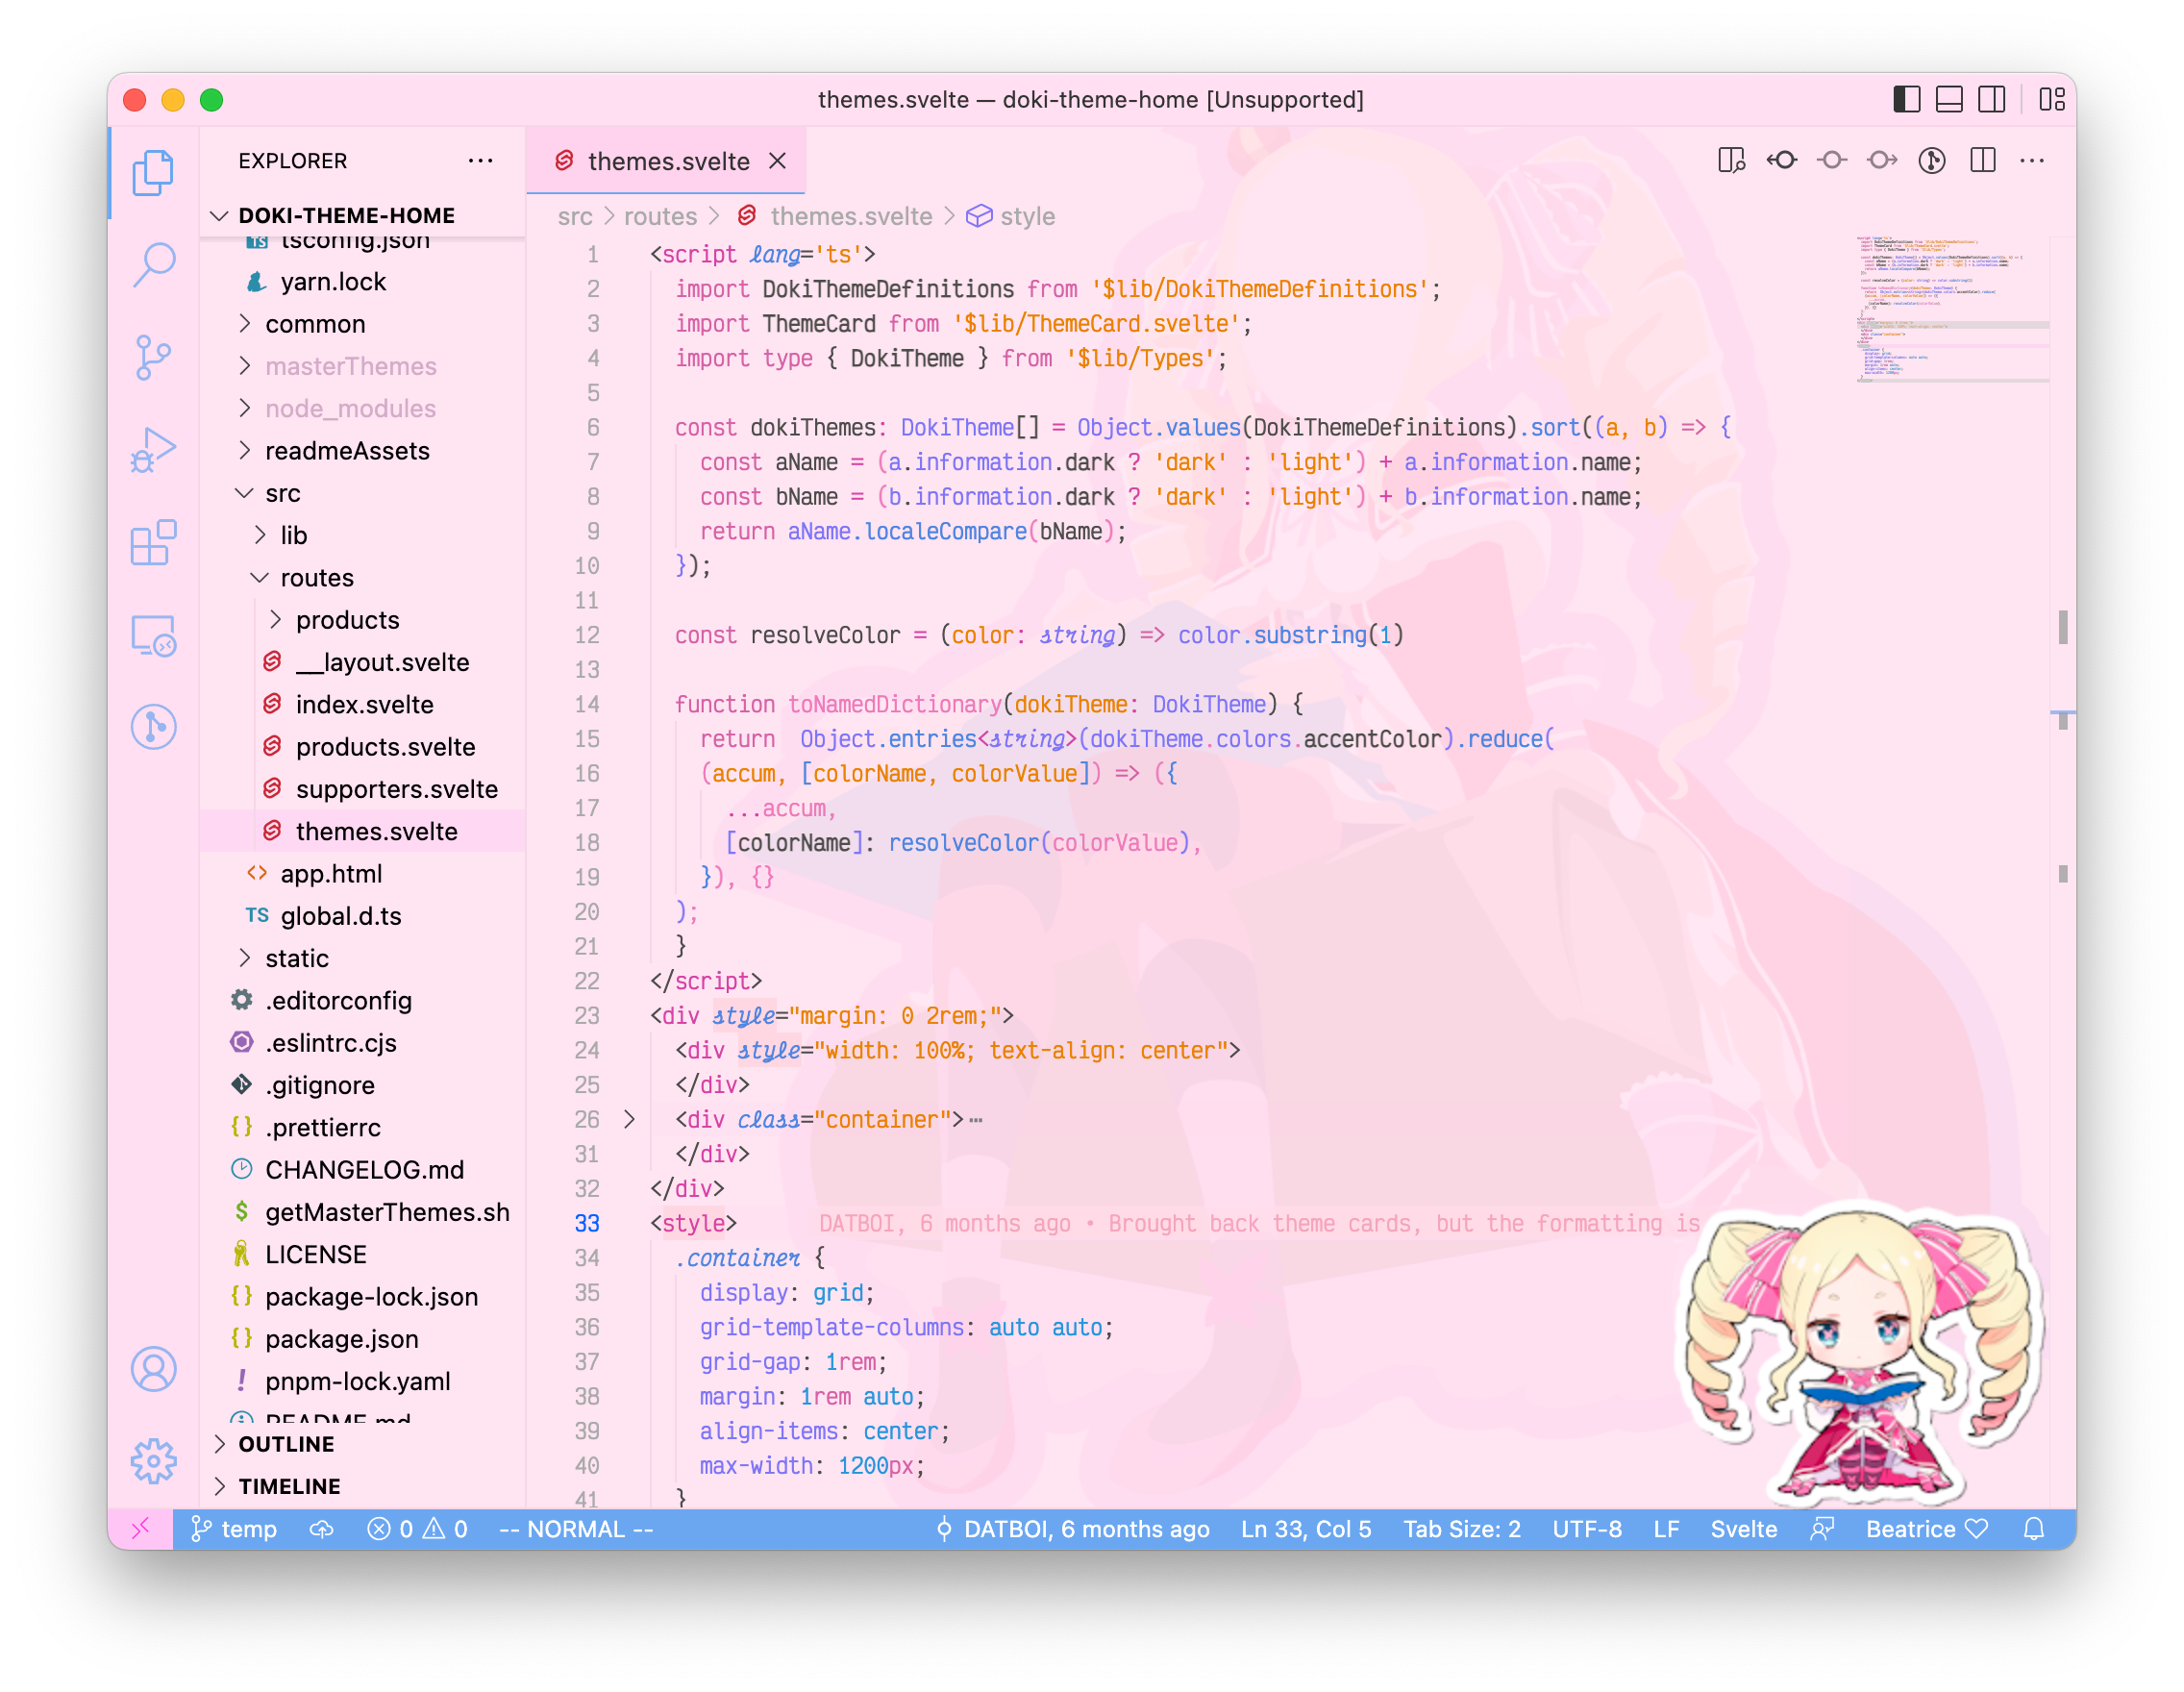 themes.svelte — doki-theme-home [Unsupported]
EXPLORER
DOKI-THEME-HOME
tsconfig.json
yarn.lock
common
masterThemes
node_modules
readmeAssets
src
lib
routes
products
__layout.svelte
index.svelte
products.svelte
supporters.svelte
themes.svelte
app.html
TS global.d.ts
static
.editorconfig
.eslintrc.cjs
.gitignore
.prettierrc
CHANGELOG.md
getMasterThemes.sh
LICENSE
package-lock.json
package.json
pnpm-lock.yaml
README.md
OUTLINE
TIMELINE
themes.svelte
src > routes > themes.svelte > style
1 <script lang='ts'>
2 import DokiThemeDefinitions from '$lib/DokiThemeDefinitions';
3 import ThemeCard from '$lib/ThemeCard.svelte';
4 import type { DokiTheme } from '$lib/Types';
5
6 const dokiThemes: DokiTheme[] = Object.values(DokiThemeDefinitions).sort((a, b) => {
7 const aName = (a.information.dark ? 'dark' : 'light') + a.information.name;
8 const bName = (b.information.dark ? 'dark' : 'light') + b.information.name;
9 return aName.localeCompare(bName);
10 });
11
12 const resolveColor = (color: string) => color.substring(1)
13
14 function toNamedDictionary(dokiTheme: DokiTheme) {
15 return  Object.entries<string>(dokiTheme.colors.accentColor).reduce(
16 (accum, [colorName, colorValue]) => ({
17 ...accum,
18 [colorName]: resolveColor(colorValue),
19 }), {}
20 );
21 }
22 </script>
23 <div style="margin: 0 2rem;">
24 <div style="width: 100%; text-align: center">
25 </div>
26 <div class="container">⋯
31 </div>
32 </div>
33 <style> DATBOI, 6 months ago • Brought back theme cards, but the formatting is
34 .container {
35 display: grid;
36 grid-template-columns: auto auto;
37 grid-gap: 1rem;
38 margin: 1rem auto;
39 align-items: center;
40 max-width: 1200px;
41 }
temp 0 0 -- NORMAL -- DATBOI, 6 months ago Ln 33, Col 5 Tab Size: 2 UTF-8 LF Svelte Beatrice ♡